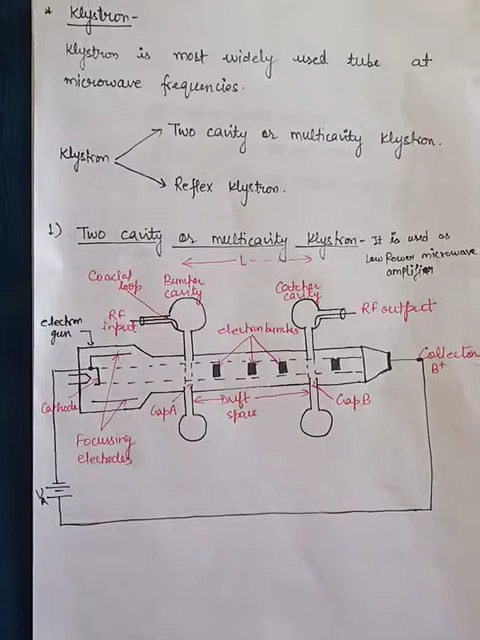 * Klystron-
Klystron is most widely used tube at
microwave frequencies.
Klystron
Two cavity or multicavity Klystron.
Reflex Klystron.
1) Two cavity or multicavity Klystron- It is used as
Low Power microwave
amplifier
L
Coacial
loop
Buncher
cavity
Catcher
cavity
RF
input
RF output
electron
gun
electron bunches
Collector
B+
Cathode
Gap A
Drift
space
Gap B
Focussing
electrodes
VA